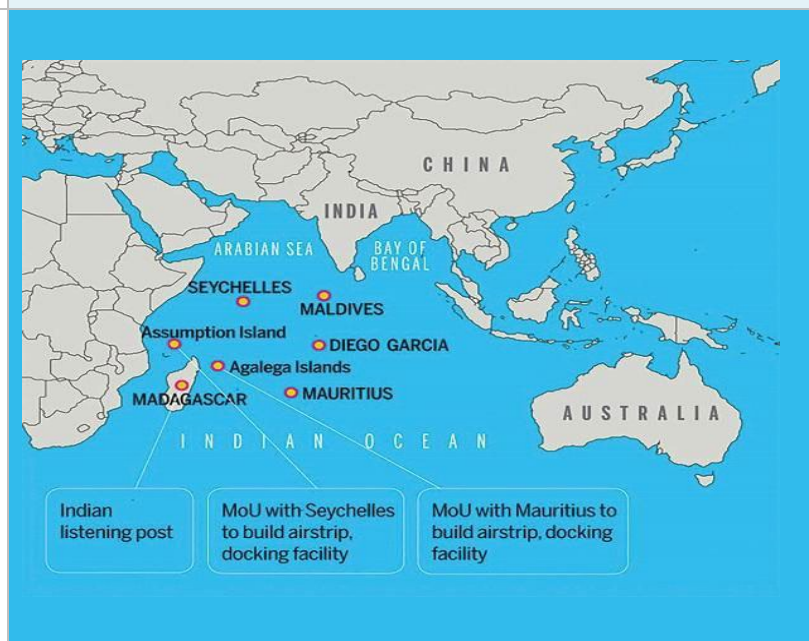 CHINA
INDIA
ARABIAN SEA
BAY OF
BENGAL
SEYCHELLES
MALDIVES
Assumption Island
DIEGO GARCIA
Agalega Islands
MADAGASCAR
MAURITIUS
AUSTRALIA
INDIAN OCEAN
Indian
listening post
MoU with Seychelles
to build airstrip,
docking facility
MoU with Mauritius to
build airstrip, docking
facility